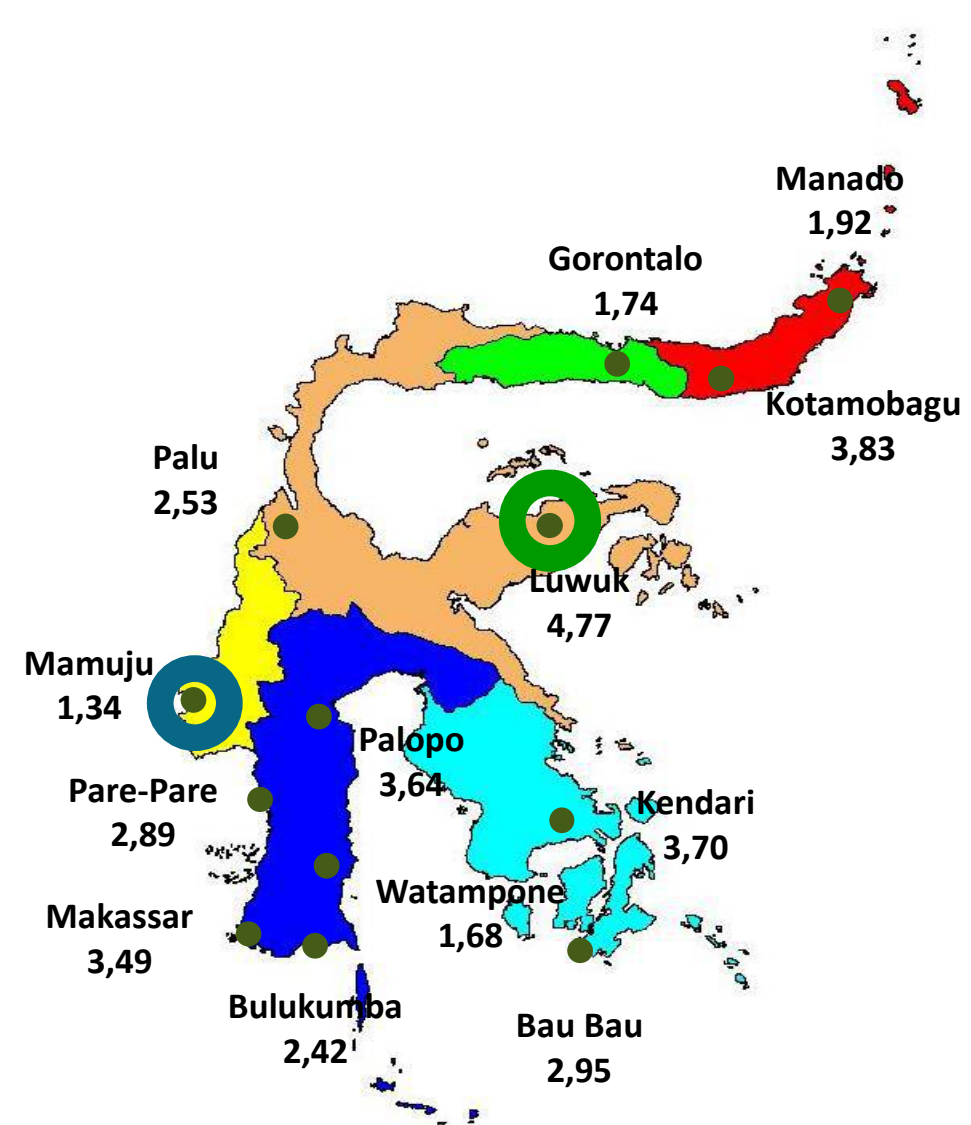 Manado
1,92
Gorontalo
1,74
Kotamobagu
3,83
Palu
2,53
Luwuk
4,77
Mamuju
1,34
Palopo
3,64
Pare-Pare
2,89
Kendari
3,70
Watampone
1,68
Makassar
3,49
Bulukumba
2,42
Bau Bau
2,95